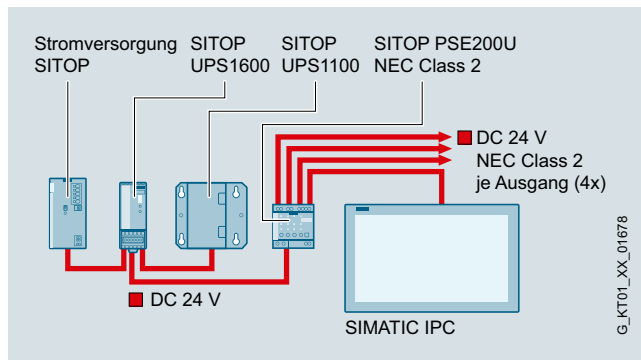 Stromversorgung
SITOP
SITOP
UPS1600
SITOP
UPS1100
SITOP PSE200U
NEC Class 2
DC 24 V
NEC Class 2
je Ausgang (4x)
DC 24 V
SIMATIC IPC
G_KT01_XX_01678